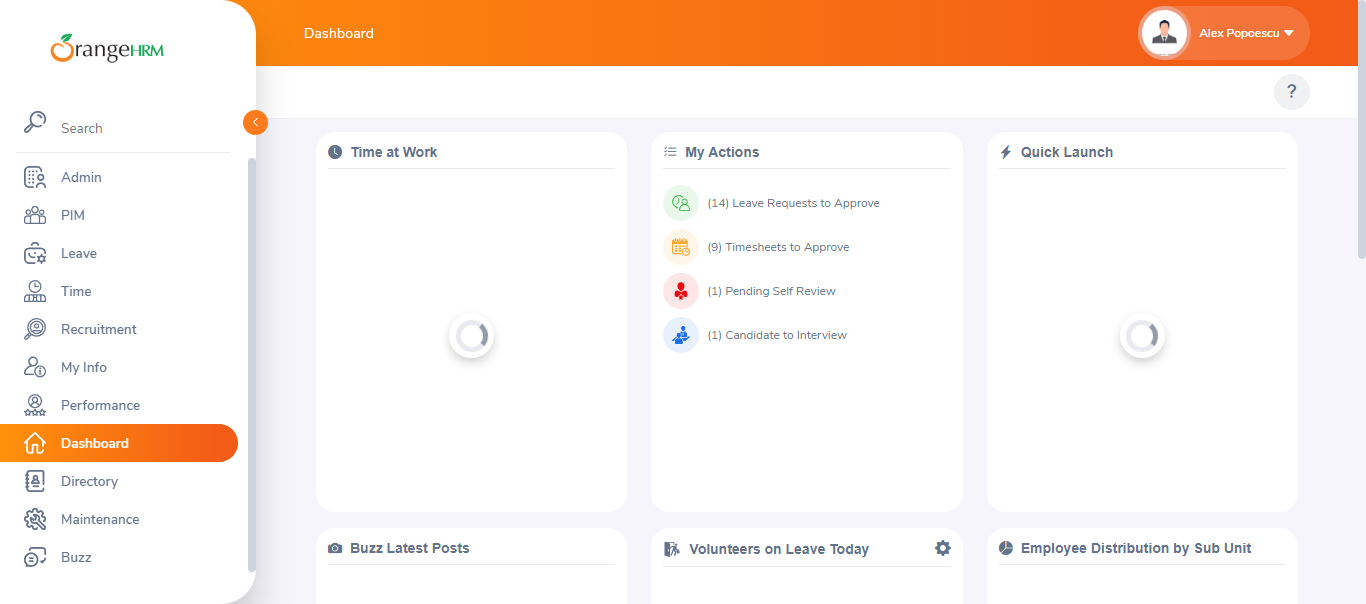 OrangeHRM
Dashboard
Alex Popoescu
?
Search
Admin
PIM
Leave
Time
Recruitment
My Info
Performance
Dashboard
Directory
Maintenance
Buzz
Time at Work
My Actions
(14) Leave Requests to Approve
(9) Timesheets to Approve
(1) Pending Self Review
(1) Candidate to Interview
Quick Launch
Buzz Latest Posts
Volunteers on Leave Today
Employee Distribution by Sub Unit